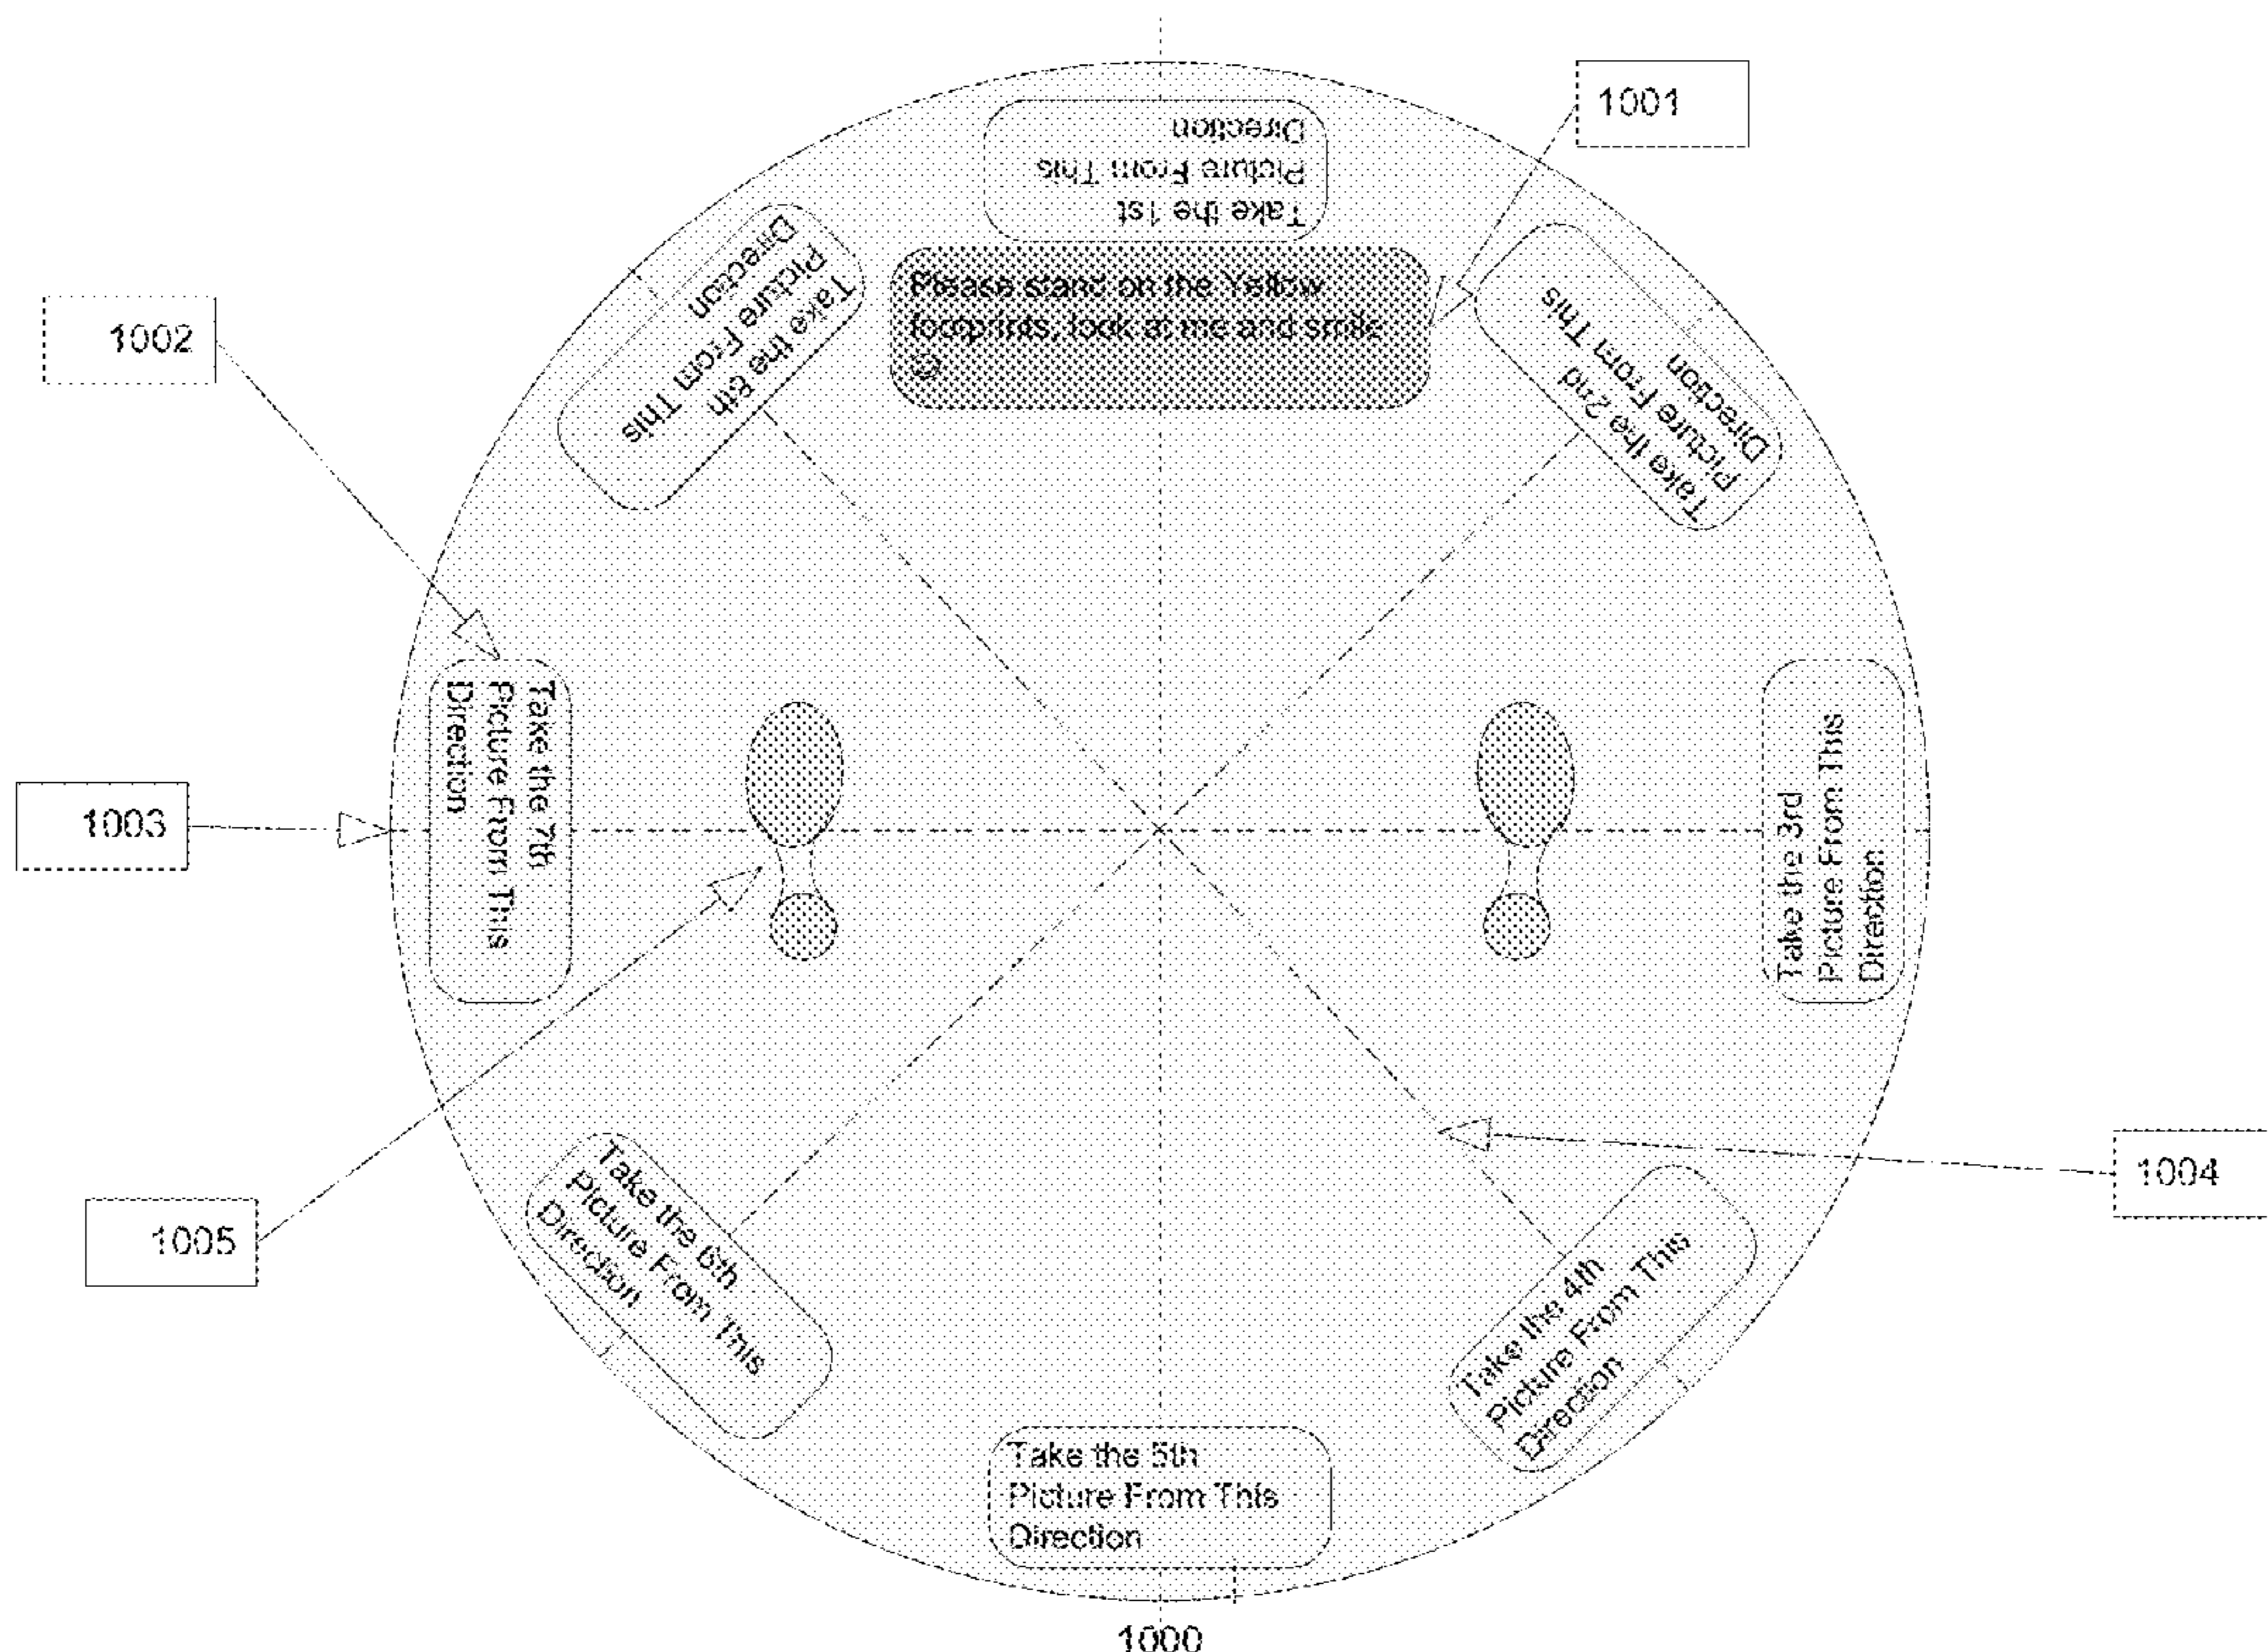 1001
Take the 1st
Picture From This
Direction
Please stand on the Yellow
footprints, look at me and smile
☺
Take the 2nd
Picture From This
Direction
Take the 8th
Picture From This
Direction
1002
Take the 7th
Picture From This
Direction
Take the 3rd
Picture From This
Direction
1003
1004
1005
Take the 6th
Picture From This
Direction
Take the 4th
Picture From This
Direction
Take the 5th
Picture From This
Direction
1000